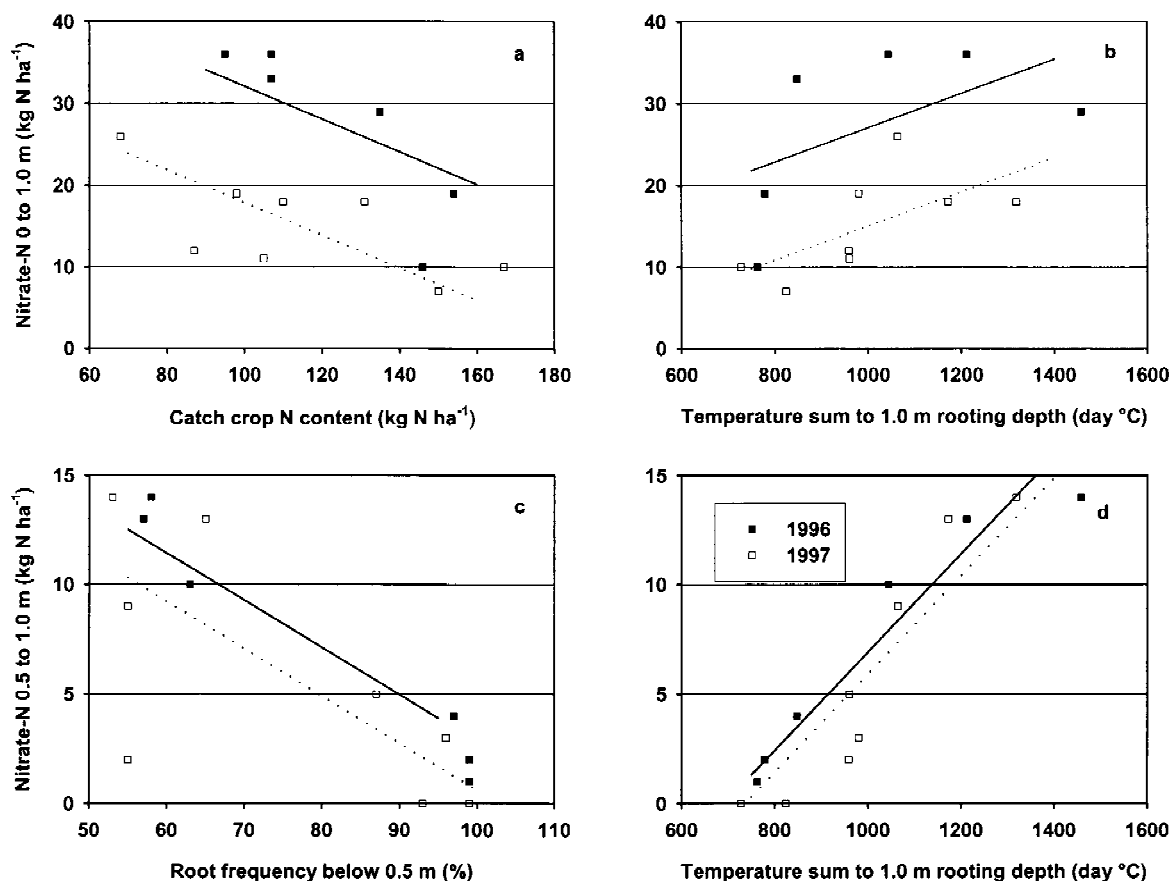 40
30
20
10
0
Nitrate-N 0 to 1.0 m (kg N ha⁻¹)
a
60 80 100 120 140 160 180
Catch crop N content (kg N ha⁻¹)
40
30
20
10
0
b
600 800 1000 1200 1400 1600
Temperature sum to 1.0 m rooting depth (day °C)
15
10
5
0
Nitrate-N 0.5 to 1.0 m (kg N ha⁻¹)
c
50 60 70 80 90 100 110
Root frequency below 0.5 m (%)
15
10
5
0
d
1996
1997
600 800 1000 1200 1400 1600
Temperature sum to 1.0 m rooting depth (day °C)